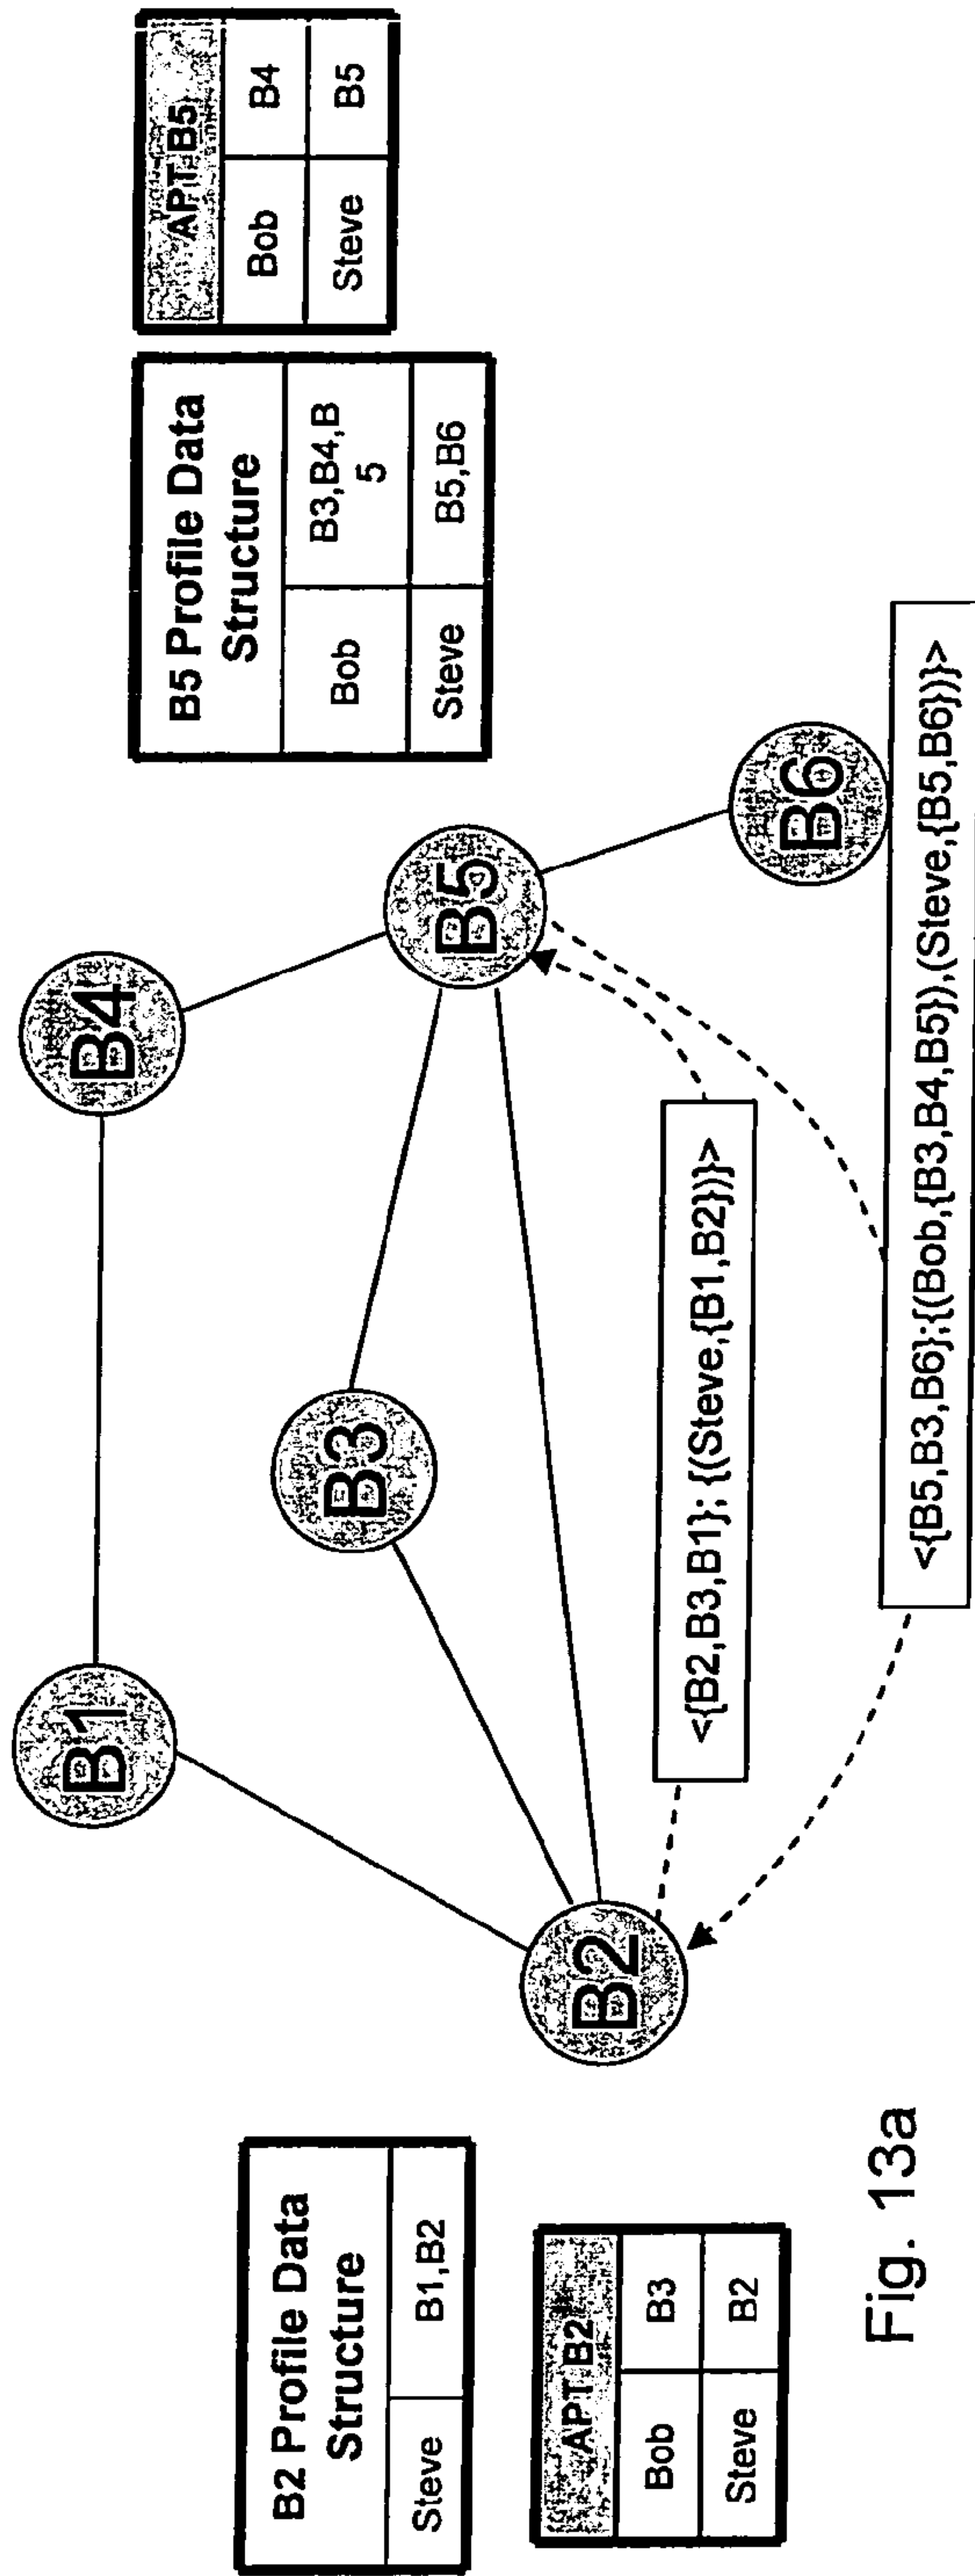 B2 Profile Data
Structure
Steve
B1,B2
APT B2
Bob
B3
Steve
B2
B1
B4
B3
B2
B5
B6
<{B2,B3,B1}; {(Steve,{B1,B2})}>
<{B5,B3,B6};{(Bob,{B3,B4,B5}),(Steve,{B5,B6})}>
B5 Profile Data
Structure
Bob
B3,B4,B
5
Steve
B5,B6
APT B5
Bob
B4
Steve
B5
Fig. 13a